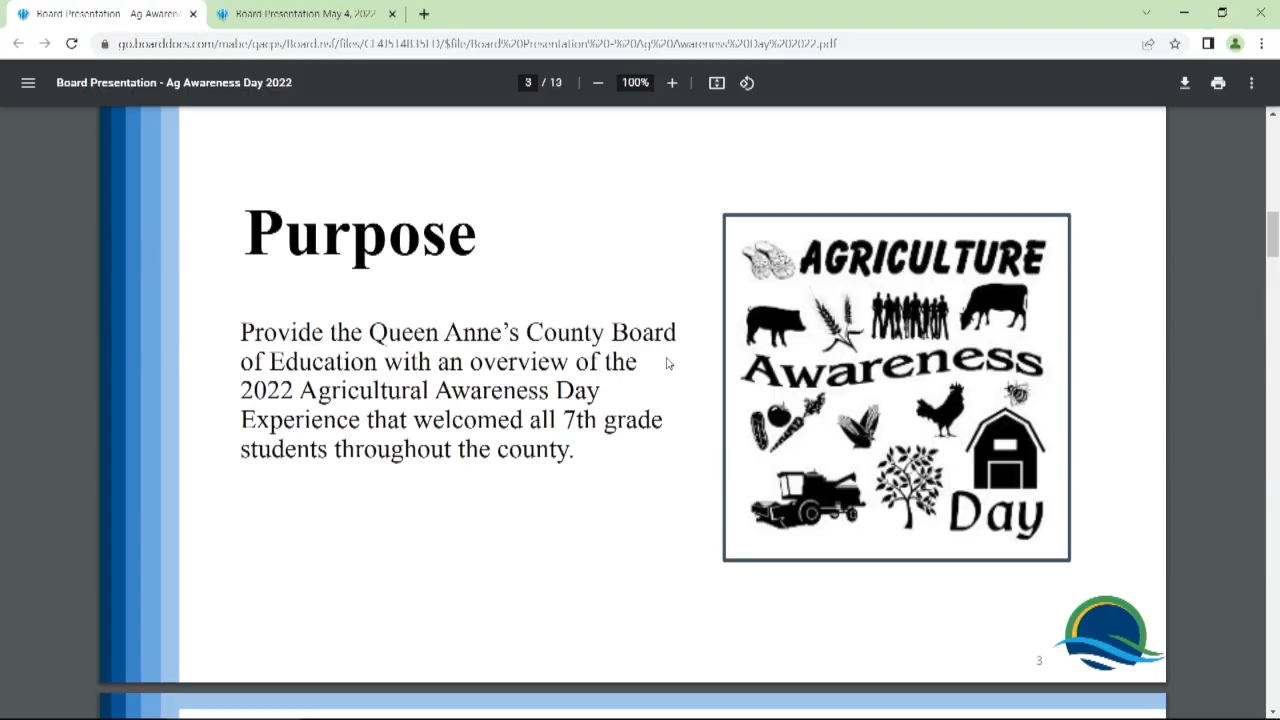 Board Presentation - Ag Awaren
Board Presentation May 4, 2022
Board Presentation - Ag Awareness Day 2022
3 / 13
100%
Purpose
Provide the Queen Anne's County Board
of Education with an overview of the
2022 Agricultural Awareness Day
Experience that welcomed all 7th grade
students throughout the county.
AGRICULTURE
Awareness
Day
3